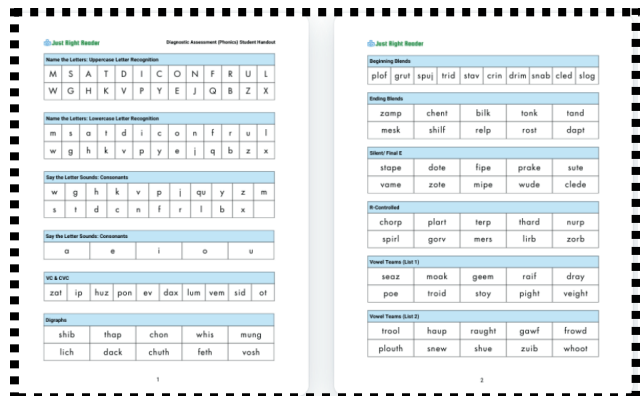 Just Right Reader
Diagnostic Assessment (Phonics) Student Handout
Name the Letters: Uppercase Letter Recognition
M S A T D I C O N F R U L
W G H K V P Y E J Q B Z X
Name the Letters: Lowercase Letter Recognition
m s a t d i c o n f r u l
w g h k v p y e j q b z x
Say the Letter Sounds: Consonants
w g h k v p j qu y z m
s t d c n f r l b x
Say the Letter Sounds: Consonants
a e i o u
VC & CVC
zat ip huz pon ev dax lum vem sid ot
Digraphs
shib thap chon whis mung
lich dack chuth feth vosh
1
Just Right Reader
Beginning Blends
plof grut spuj trid stav crin drim snab cled slog
Ending Blends
zamp chent bilk tonk tand
mesk shilf relp rost dapt
Silent/ Final E
stape dote fipe prake sute
vame zote mipe wude clede
R-Controlled
chorp plart terp thard nurp
spirl gorv mers lirb zorb
Vowel Teams (List 1)
seaz moak geem raif dray
poe troid stoy pight veight
Vowel Teams (List 2)
trool haup raught gawf frowd
plouth snew shue zuib whoot
2